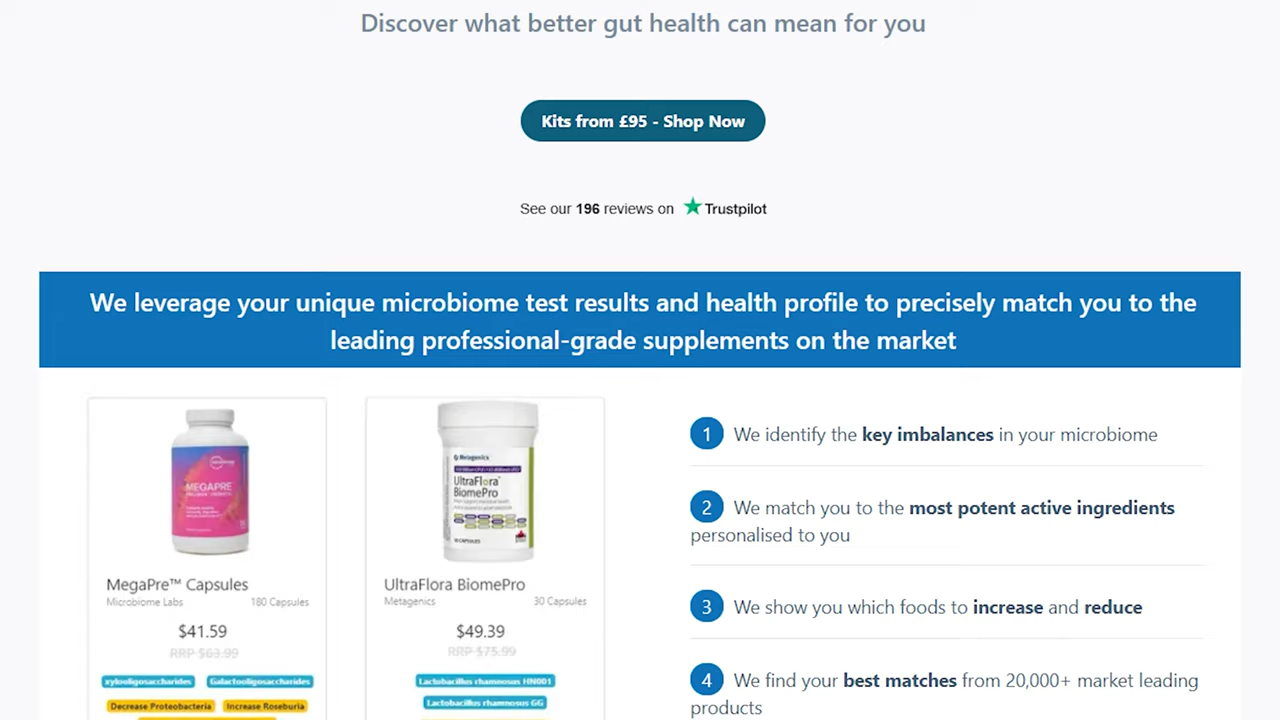 Discover what better gut health can mean for you
Kits from £95 - Shop Now
See our 196 reviews on Trustpilot
We leverage your unique microbiome test results and health profile to precisely match you to the
leading professional-grade supplements on the market
MEGAPRE
Metagenics
UltraFlora
BiomePro
30 CAPSULES
MegaPre™ Capsules
Microbiome Labs 180 Capsules
$41.59
RRP $63.99
xylooligosaccharides Galactooligosaccharides
Decrease Proteobacteria Increase Roseburia
UltraFlora BiomePro
Metagenics 30 Capsules
$49.39
RRP $75.99
Lactobacillus rhamnosus HN001
Lactobacillus rhamnosus GG
1 We identify the key imbalances in your microbiome
2 We match you to the most potent active ingredients
personalised to you
3 We show you which foods to increase and reduce
4 We find your best matches from 20,000+ market leading
products